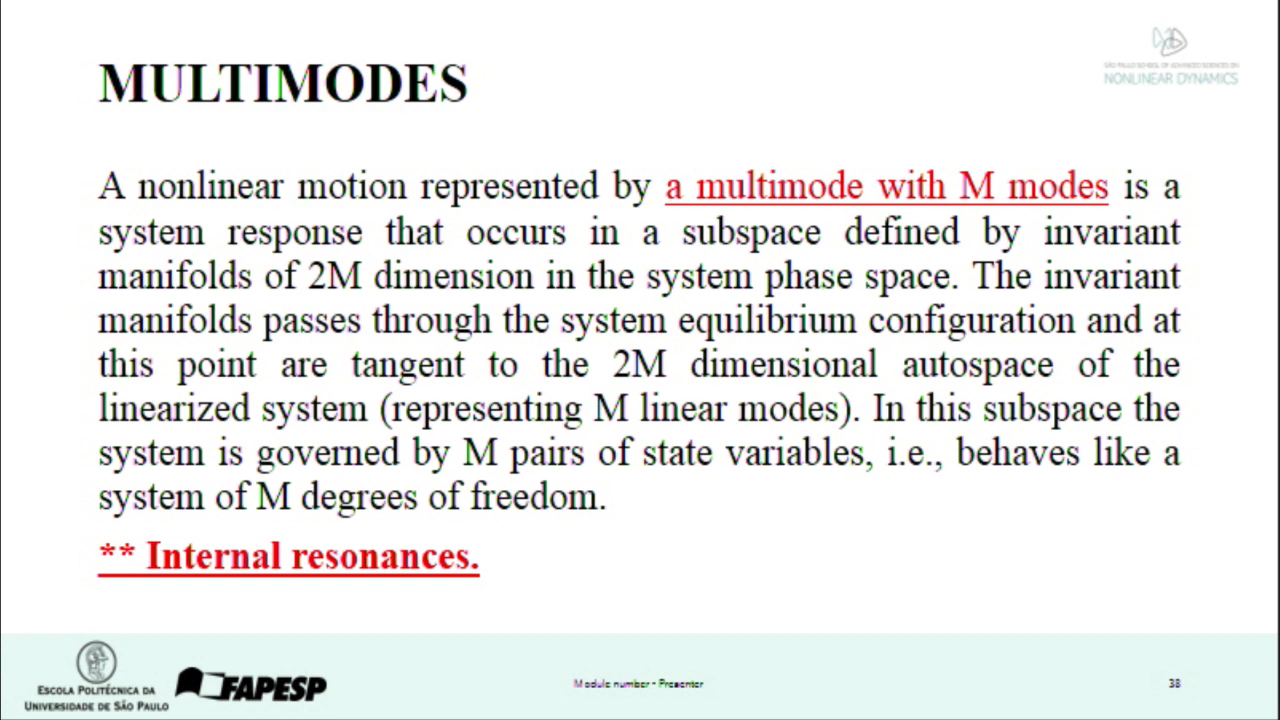 SÃO PAULO SCHOOL OF ADVANCED SCIENCES ON
NONLINEAR DYNAMICS
MULTIMODES
A nonlinear motion represented by a multimode with M modes is a
system response that occurs in a subspace defined by invariant
manifolds of 2M dimension in the system phase space. The invariant
manifolds passes through the system equilibrium configuration and at
this point are tangent to the 2M dimensional autospace of the
linearized system (representing M linear modes). In this subspace the
system is governed by M pairs of state variables, i.e., behaves like a
system of M degrees of freedom.
** Internal resonances.
ESCOLA POLITÉCNICA DA
UNIVERSIDADE DE SÃO PAULO
FAPESP
Module number - Presenter
38